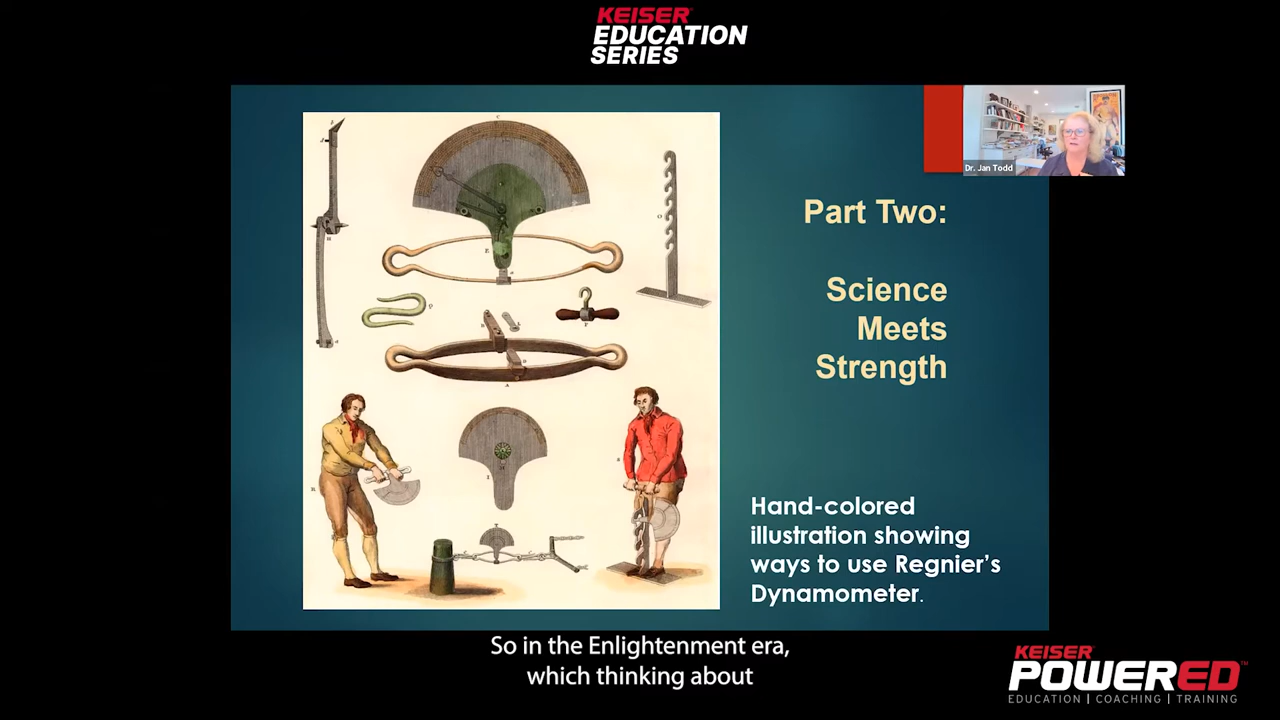 KEISER
EDUCATION
SERIES
Dr. Jan Todd
Part Two:
Science
Meets
Strength
Hand-colored
illustration showing
ways to use Regnier’s
Dynamometer.
So in the Enlightenment era,
which thinking about
KEISER
POWERED™
EDUCATION | COACHING | TRAINING